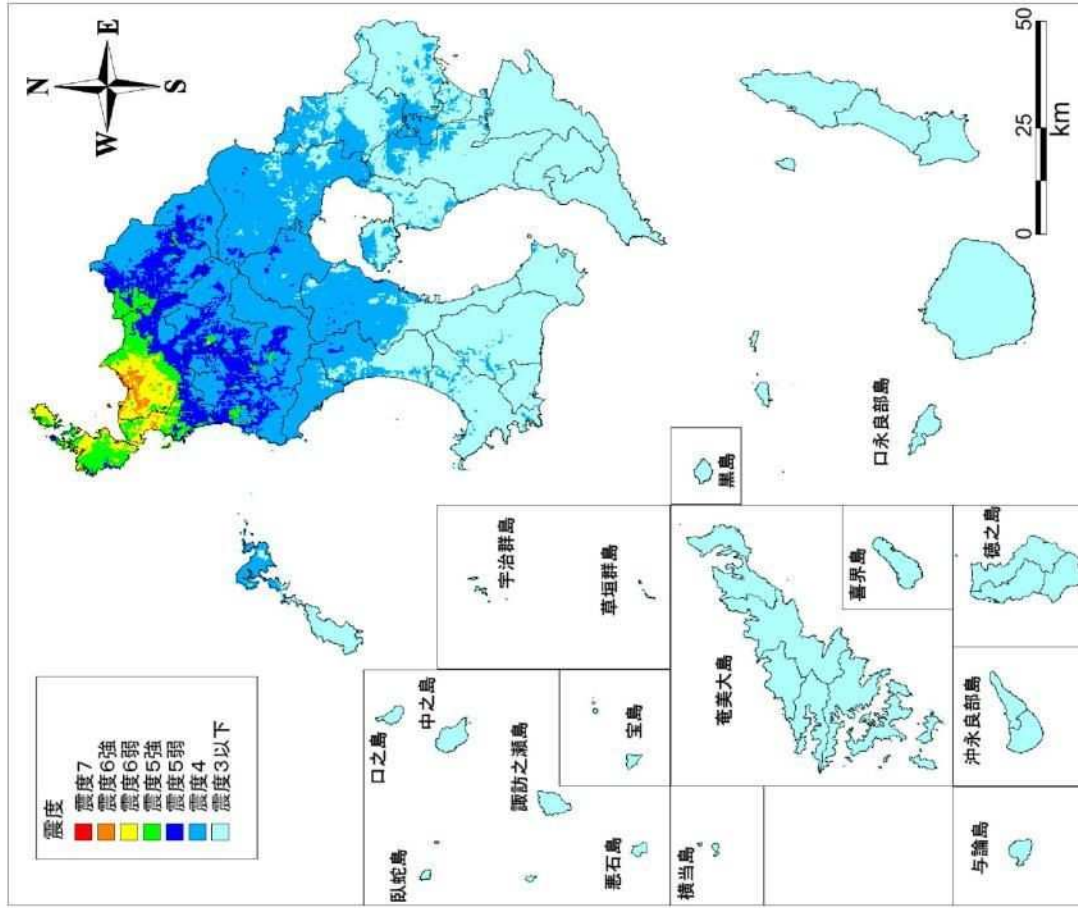 N
W
E
S
震度
震度7
震度6強
震度6弱
震度5強
震度5弱
震度4
震度3以下
口之島
中之島
臥蛇島
諏訪之瀬島
悪石島
宝島
宇治群島
草垣群島
黒島
横当島
奄美大島
喜界島
徳之島
沖永良部島
与論島
口永良部島
0
25
50
km